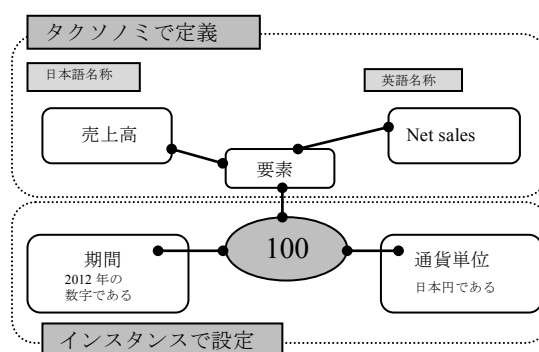 タクソノミで定義
日本語名称
英語名称
売上高
Net sales
要素
100
期間
2012 年の
数字である
通貨単位
日本円である
インスタンスで設定